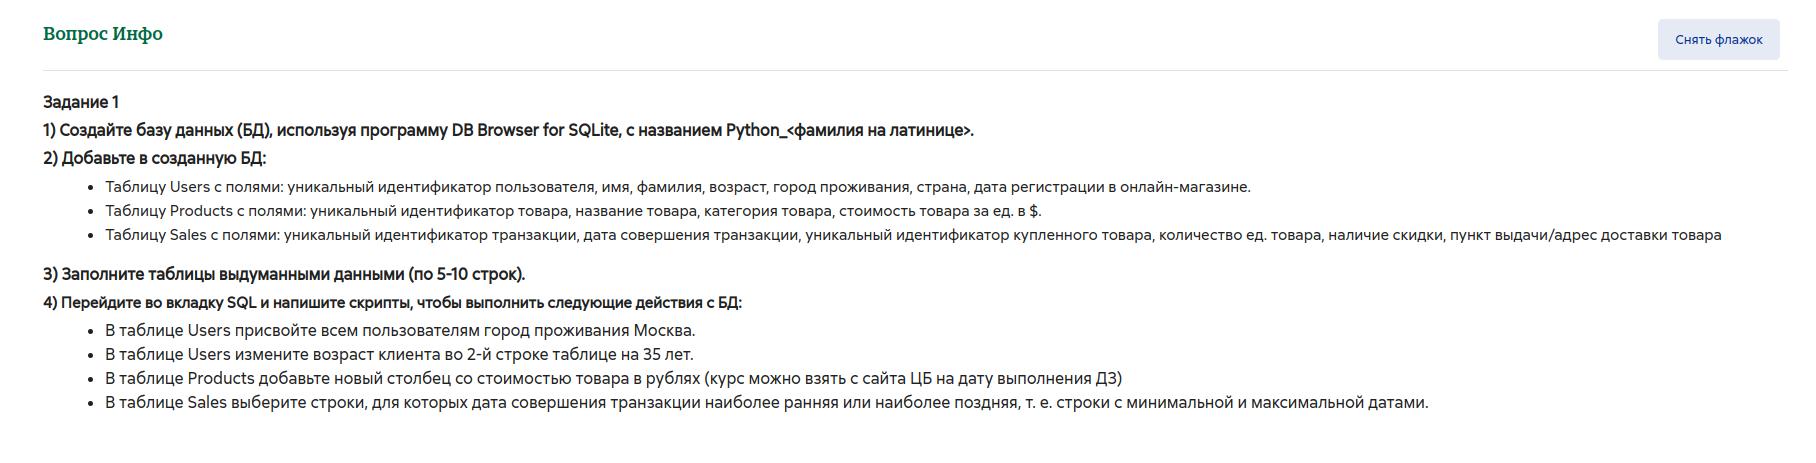 Вопрос Инфо
Снять флажок
Задание 1
1) Создайте базу данных (БД), используя программу DB Browser for SQLite, с названием Python_<фамилия на латинице>.
2) Добавьте в созданную БД:
• Таблицу Users с полями: уникальный идентификатор пользователя, имя, фамилия, возраст, город проживания, страна, дата регистрации в онлайн-магазине.
• Таблицу Products с полями: уникальный идентификатор товара, название товара, категория товара, стоимость товара за ед. в $.
• Таблицу Sales с полями: уникальный идентификатор транзакции, дата совершения транзакции, уникальный идентификатор купленного товара, количество ед. товара, наличие скидки, пункт выдачи/адрес доставки товара
3) Заполните таблицы выдуманными данными (по 5-10 строк).
4) Перейдите во вкладку SQL и напишите скрипты, чтобы выполнить следующие действия с БД:
• В таблице Users присвойте всем пользователям город проживания Москва.
• В таблице Users измените возраст клиента во 2-й строке таблице на 35 лет.
• В таблице Products добавьте новый столбец со стоимостью товара в рублях (курс можно взять с сайта ЦБ на дату выполнения ДЗ)
• В таблице Sales выберите строки, для которых дата совершения транзакции наиболее ранняя или наиболее поздняя, т. е. строки с минимальной и максимальной датами.